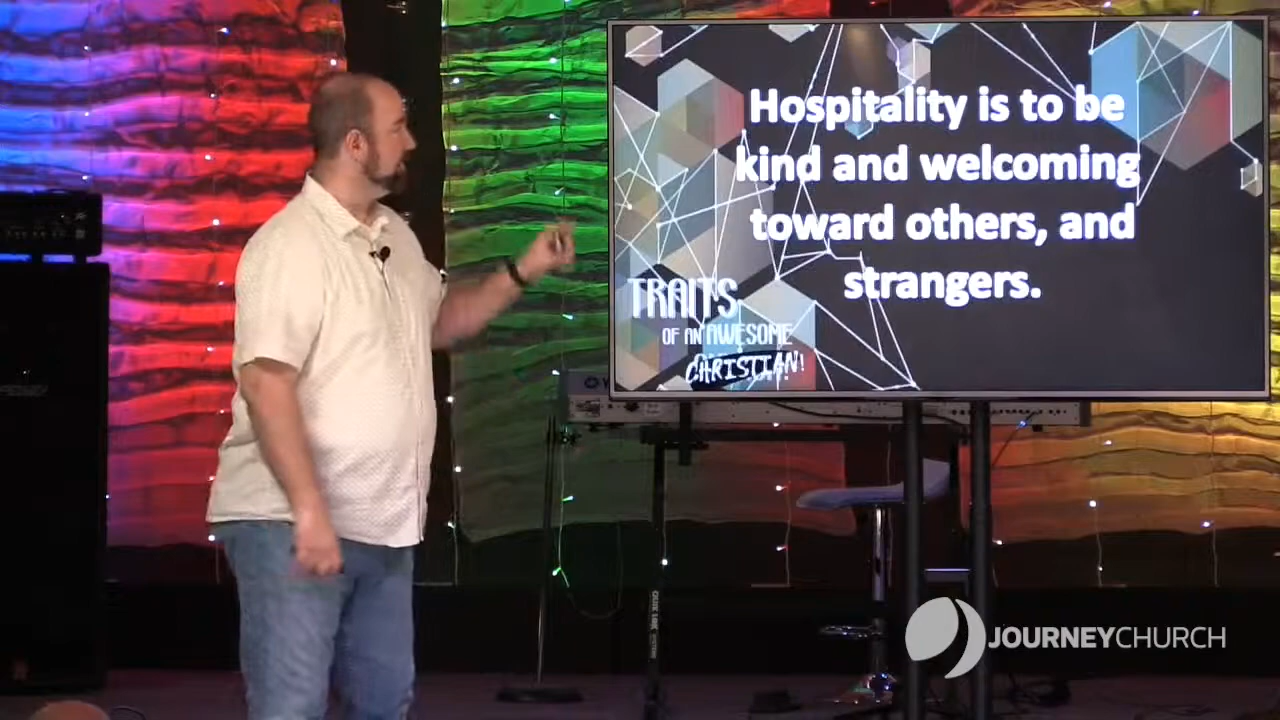 Hospitality is to be
kind and welcoming
toward others, and
strangers.
TRAITS
OF AN AWESOME
CHRISTIAN!
JOURNEYCHURCH